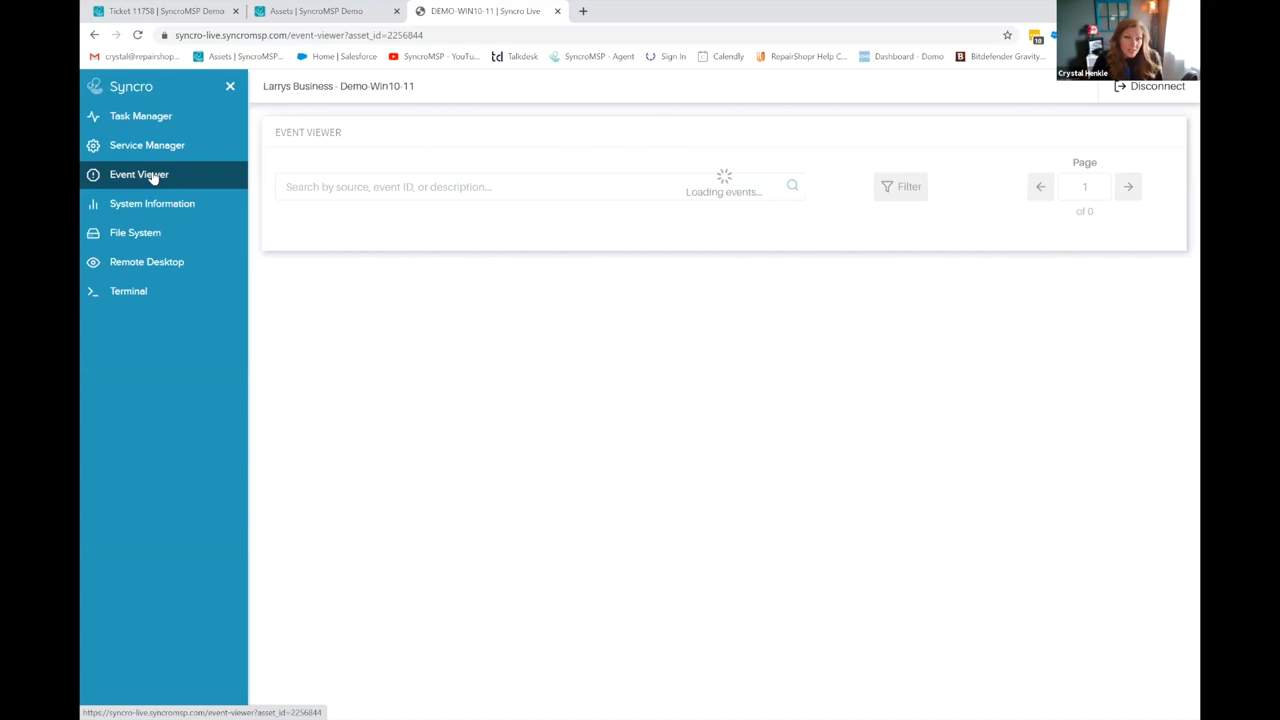 Ticket 11758 | SyncroMSP Demo
Assets | SyncroMSP Demo
DEMO-WIN10-11 | Syncro Live
syncro-live.syncromsp.com/event-viewer?asset_id=2256844
10
crystal@repairshop...
Assets | SyncroMSP...
Home | Salesforce
SyncroMSP - YouTu...
Talkdesk
SyncroMSP - Agent
Sign In
Calendly
RepairShopr Help C...
Dashboard - Domo
Bitdefender Gravity...
Crystal Henkle
Syncro
Larrys Business - Demo-Win10-11
Disconnect
Task Manager
Service Manager
Event Viewer
System Information
File System
Remote Desktop
Terminal
EVENT VIEWER
Search by source, event ID, or description...
Loading events...
Filter
Page
1
of 0
https://syncro-live.syncromsp.com/event-viewer?asset_id=2256844